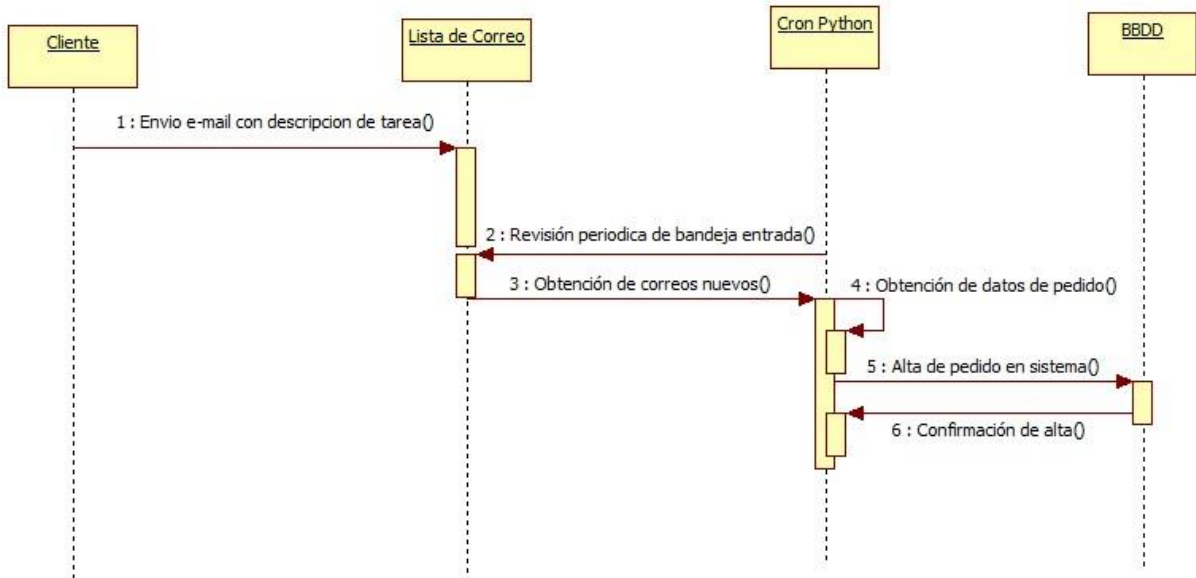 Cliente
Lista de Correo
Cron Python
BBDD
1 : Envio e-mail con descripcion de tarea()
2 : Revisión periodica de bandeja entrada()
3 : Obtención de correos nuevos()
4 : Obtención de datos de pedido()
5 : Alta de pedido en sistema()
6 : Confirmación de alta()